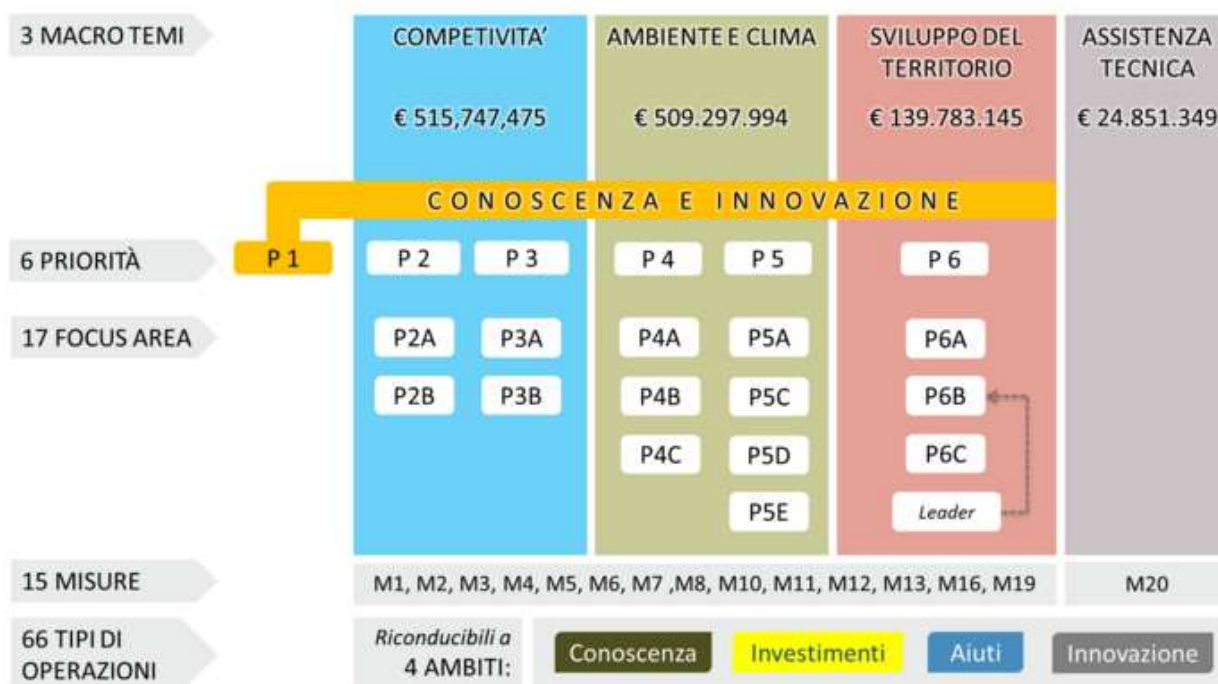 3 MACRO TEMI
COMPETIVITA’
€ 515,747,475
AMBIENTE E CLIMA
€ 509.297.994
SVILUPPO DEL
TERRITORIO
€ 139.783.145
ASSISTENZA
TECNICA
€ 24.851.349
CONOSCENZA E INNOVAZIONE
6 PRIORITÀ
P 1
P 2
P 3
P 4
P 5
P 6
17 FOCUS AREA
P2A
P3A
P4A
P5A
P6A
P2B
P3B
P4B
P5C
P6B
P4C
P5D
P6C
P5E
Leader
15 MISURE
M1, M2, M3, M4, M5, M6, M7 ,M8, M10, M11, M12, M13, M16, M19
M20
66 TIPI DI
OPERAZIONI
Riconducibili a
4 AMBITI:
Conoscenza
Investimenti
Aiuti
Innovazione